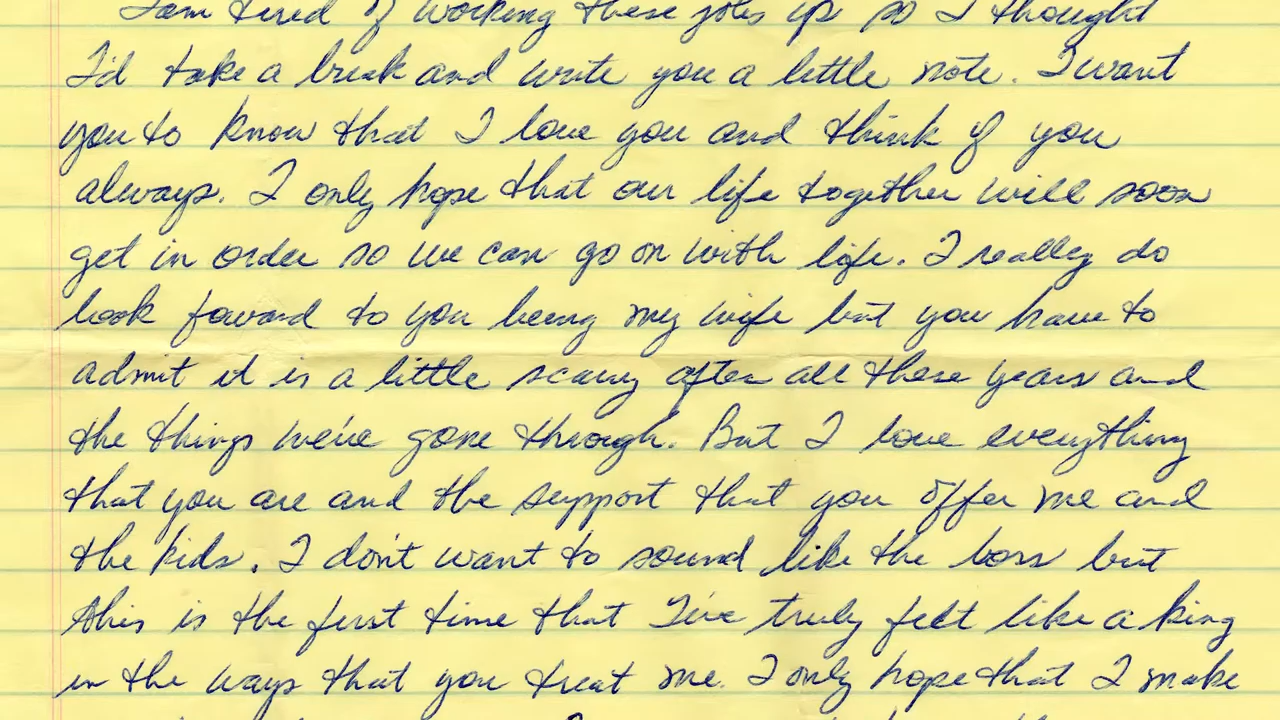 I am tired of working these jobs up so I thought
I'd take a break and write you a little note. I want
you to know that I love you and think of you
always. I only hope that our life together will soon
get in order so we can go on with life. I really do
look foward to you being my wife but you have to
admit it is a little scary after all these years and
the things we've gone through. But I love everything
that you are and the support that you offer me and
the kids. I don't want to sound like the boss but
this is the first time that I've truly felt like a king
in the ways that you treat me. I only hope that I make